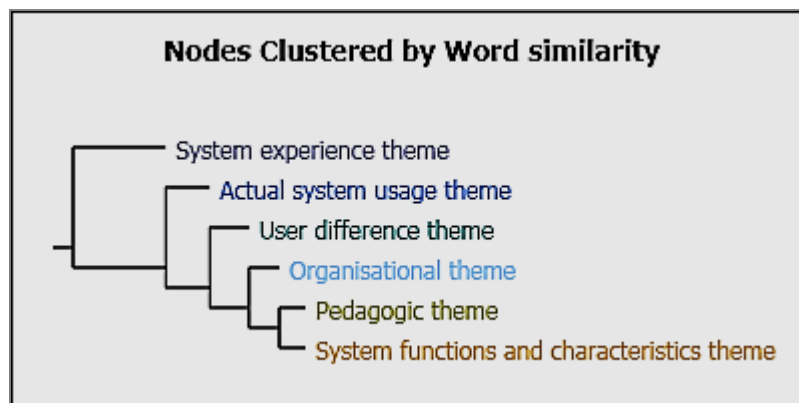 Nodes Clustered by Word similarity
System experience theme
Actual system usage theme
User difference theme
Organisational theme
Pedagogic theme
System functions and characteristics theme